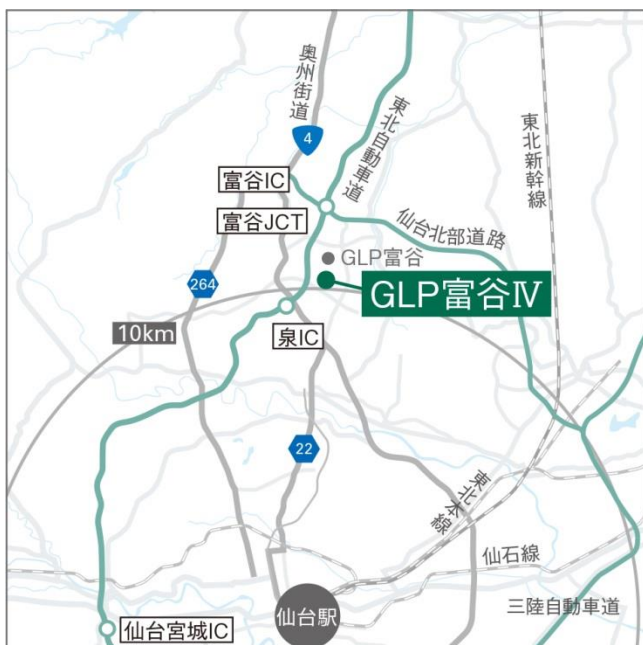 奥州街道
4
東北自動車道
東北新幹線
富谷IC
富谷JCT
仙台北部道路
GLP富谷
GLP富谷Ⅳ
264
10km
泉IC
22
東北本線
仙石線
仙台駅
三陸自動車道
仙台宮城IC